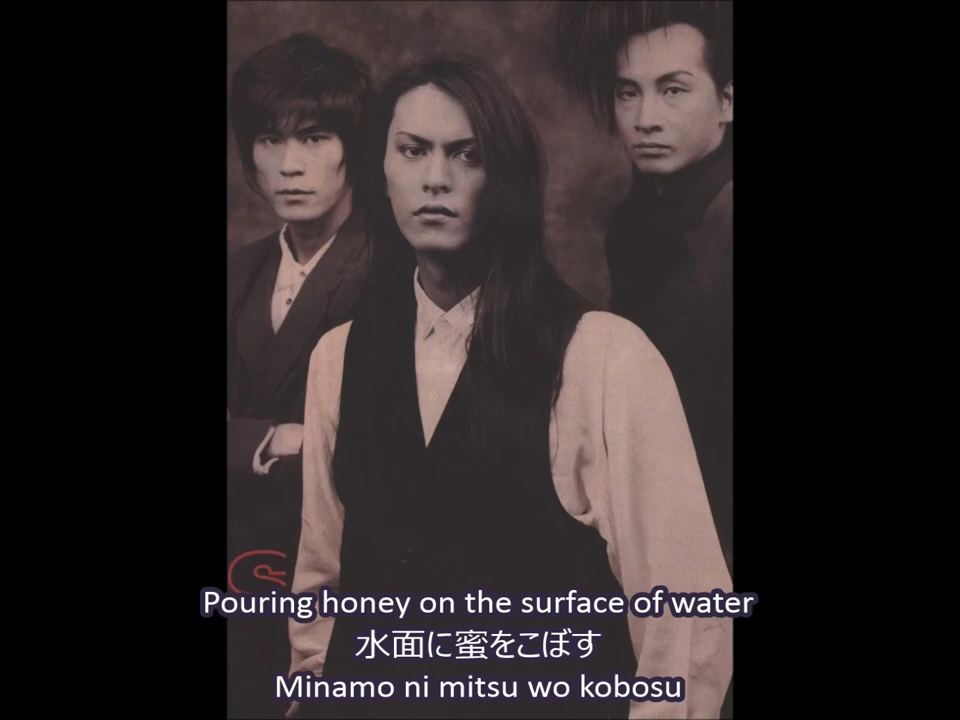 Pouring honey on the surface of water
水面に蜜をこぼす
Minamo ni mitsu wo kobosu